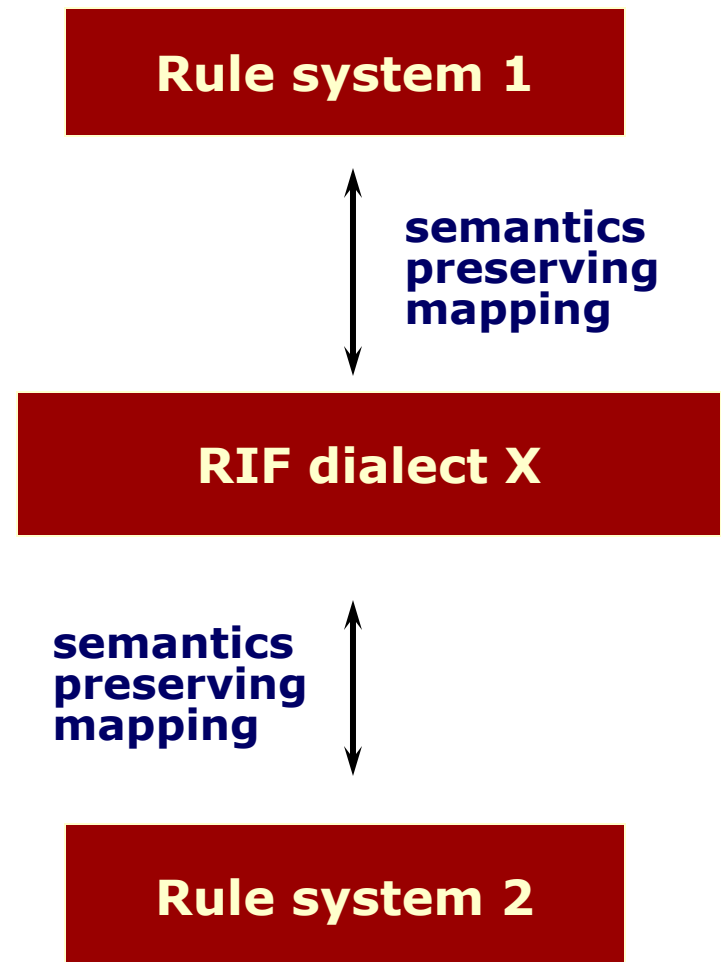 Rule system 1
semantics
preserving
mapping
RIF dialect X
semantics
preserving
mapping
Rule system 2